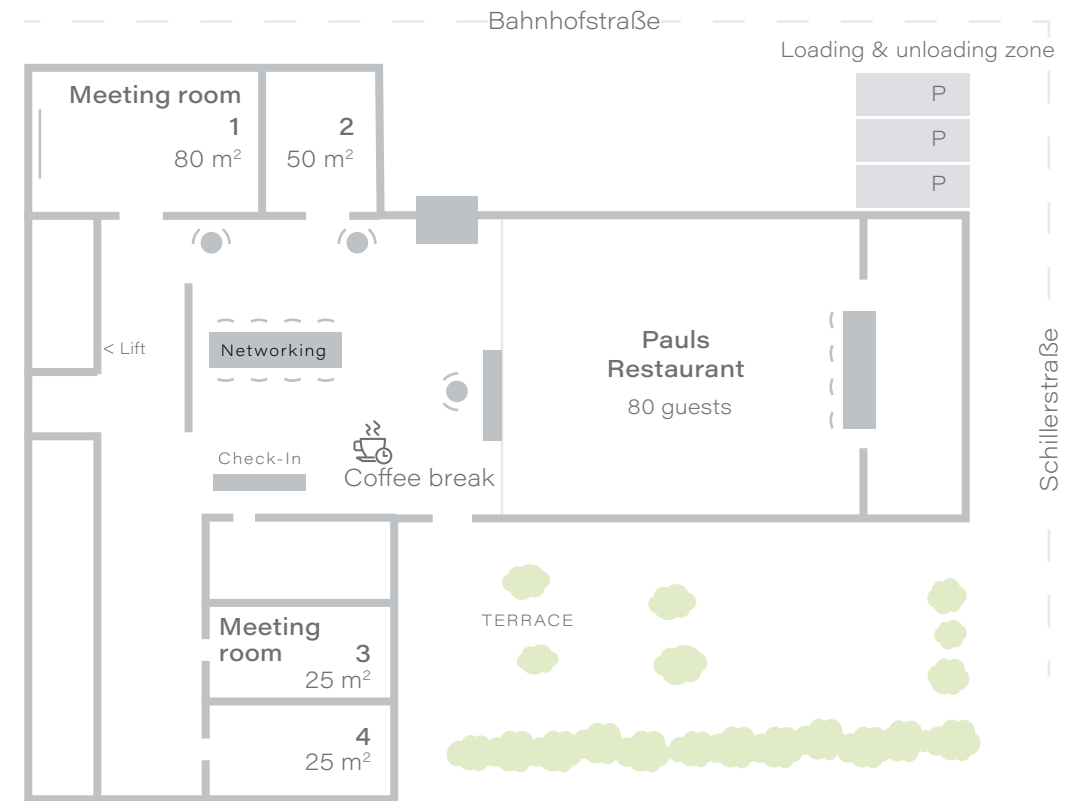 Bahnhofstraße
Loading & unloading zone
P
P
P
Meeting room
1
80 m²
2
50 m²
< Lift
Networking
Pauls
Restaurant
80 guests
Schillerstraße
Check-In
Coffee break
TERRACE
Meeting
room 3
25 m²
4
25 m²